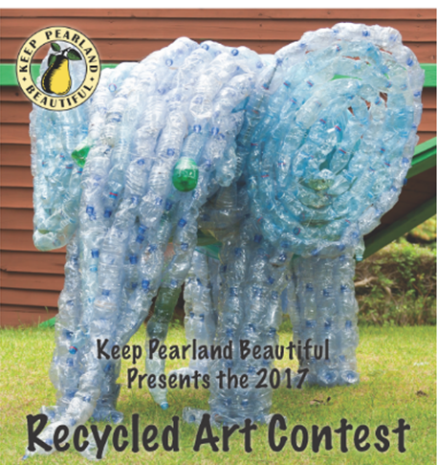 KEEP PEARLAND
BEAUTIFUL
Keep Pearland Beautiful
Presents the 2017
Recycled Art Contest